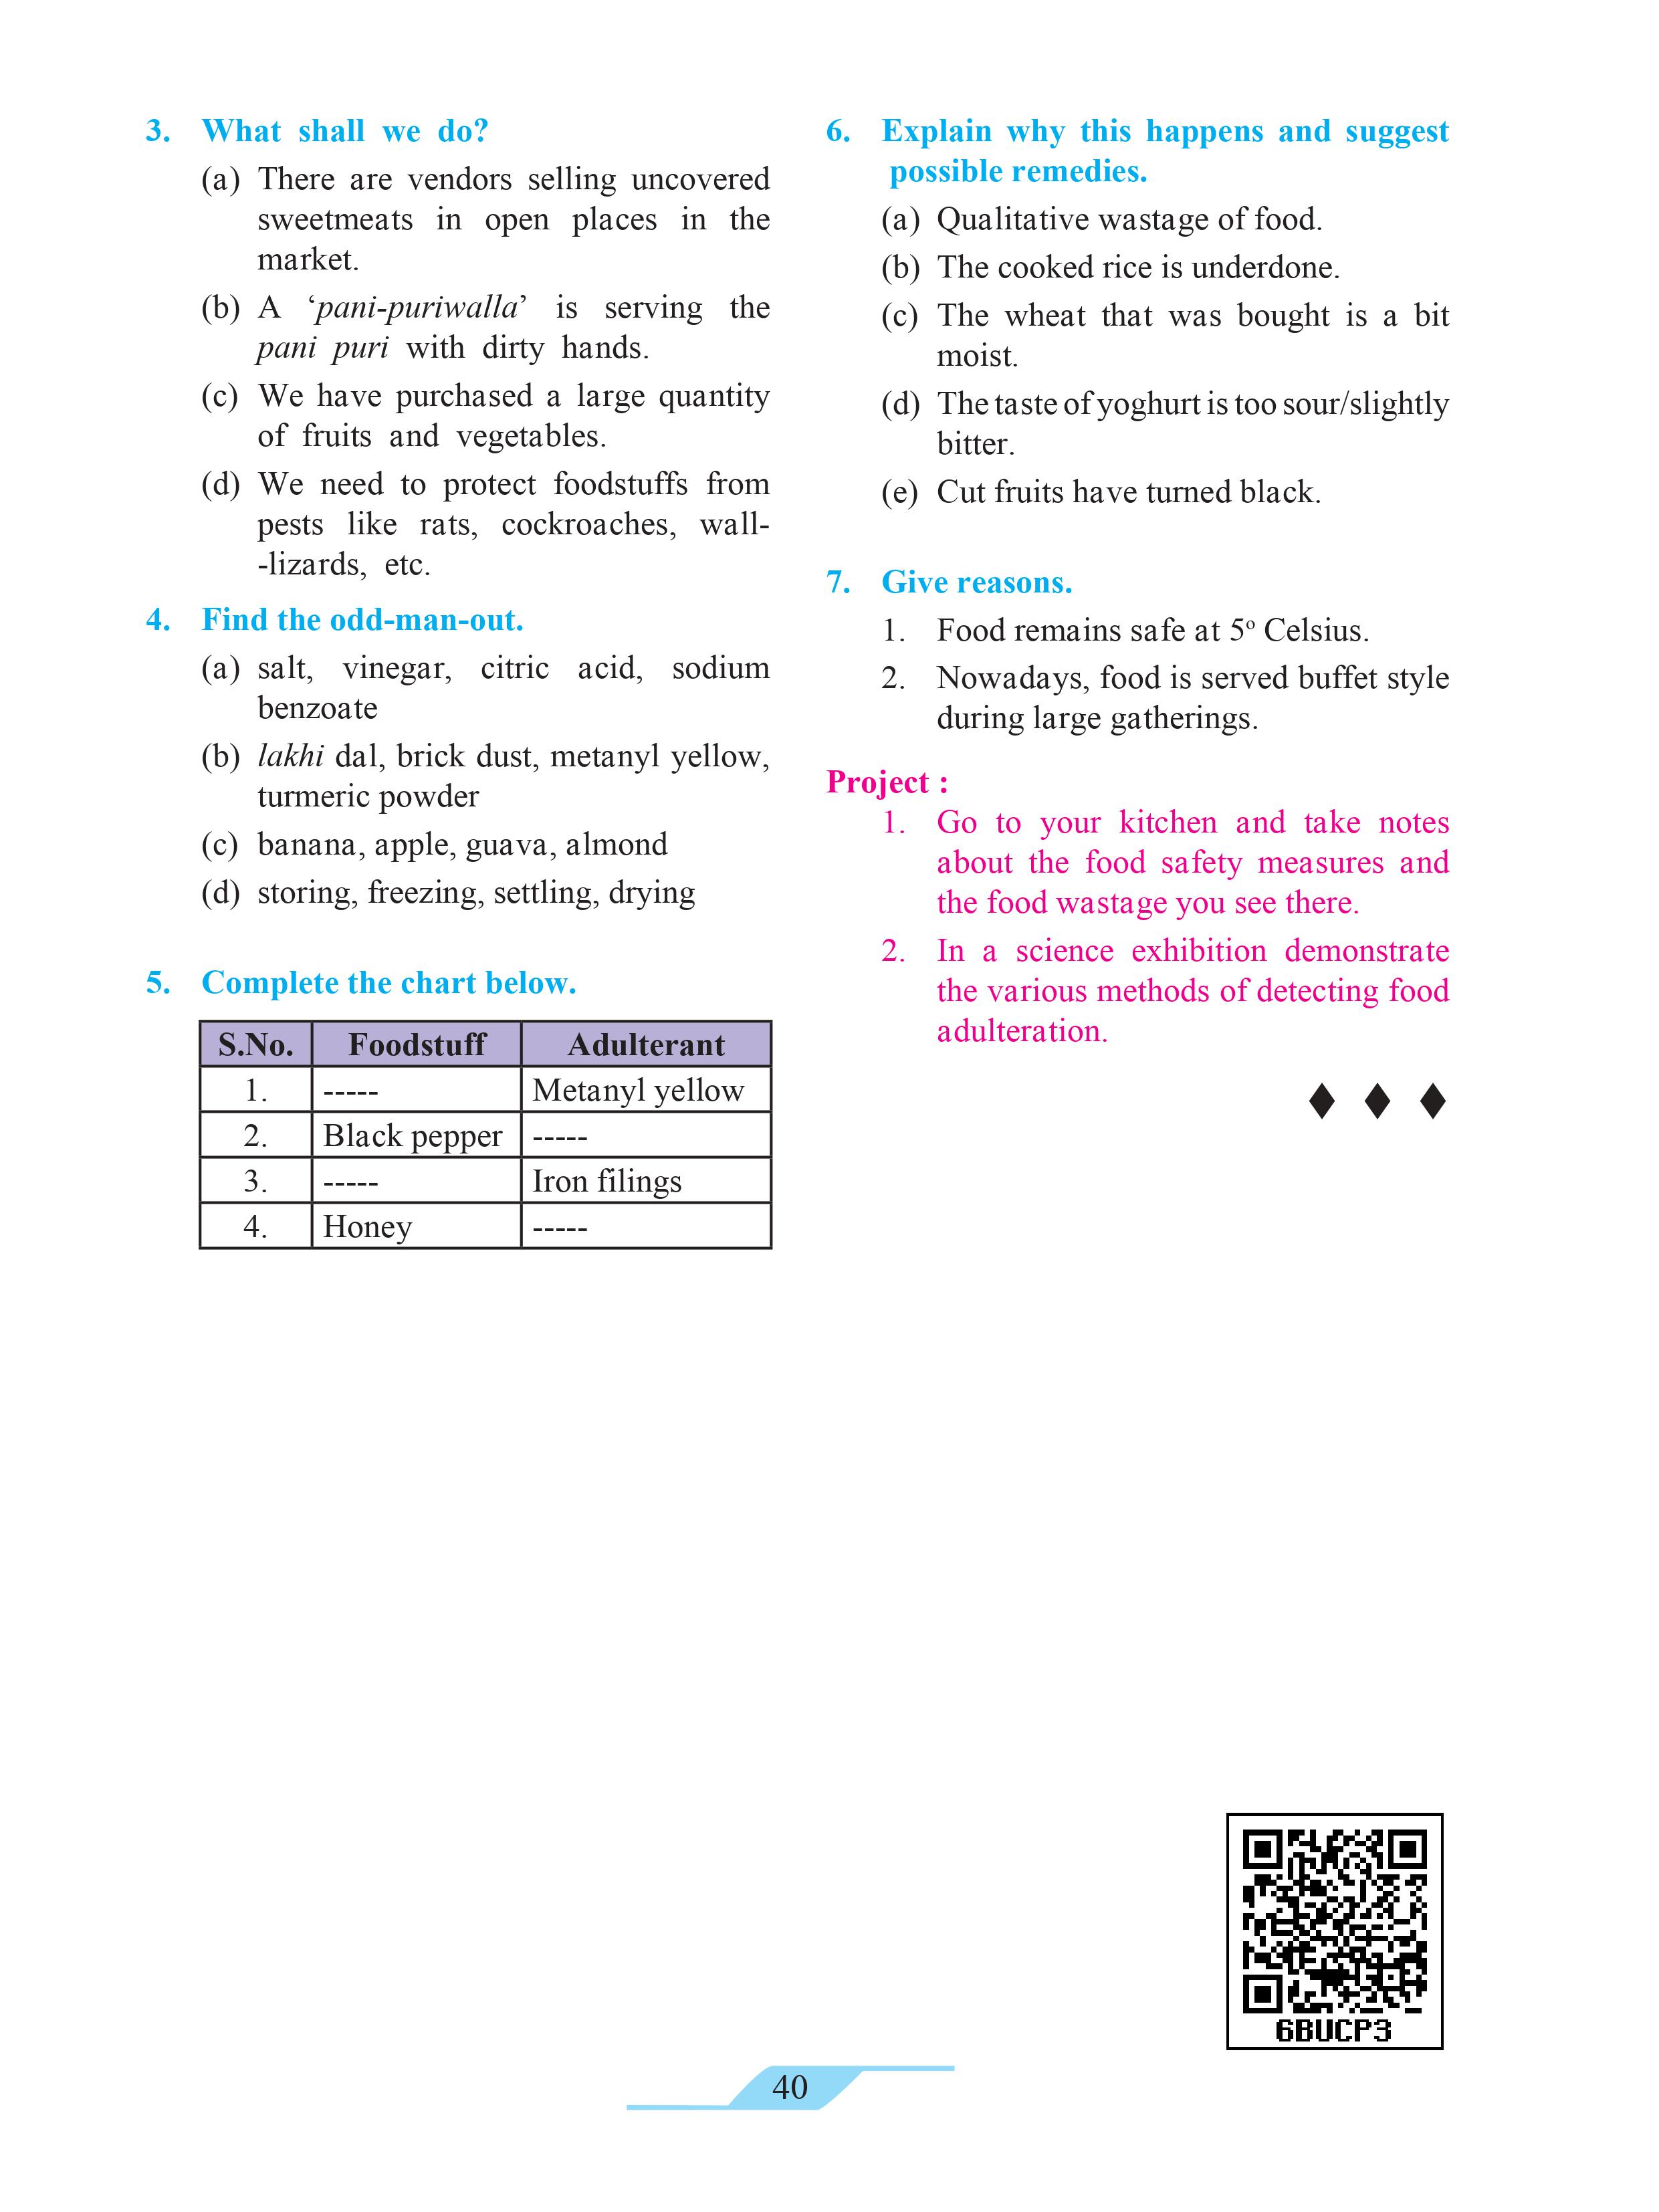 3. What shall we do?
(a) There are vendors selling uncovered
sweetmeats in open places in the
market.
(b) A ‘pani-puriwalla’ is serving the
pani puri with dirty hands.
(c) We have purchased a large quantity
of fruits and vegetables.
(d) We need to protect foodstuffs from
pests like rats, cockroaches, wall-
-lizards, etc.
4. Find the odd-man-out.
(a) salt, vinegar, citric acid, sodium
benzoate
(b) lakhi dal, brick dust, metanyl yellow,
turmeric powder
(c) banana, apple, guava, almond
(d) storing, freezing, settling, drying
5. Complete the chart below.
S.No. Foodstuff Adulterant
1. ----- Metanyl yellow
2. Black pepper -----
3. ----- Iron filings
4. Honey -----
6. Explain why this happens and suggest
possible remedies.
(a) Qualitative wastage of food.
(b) The cooked rice is underdone.
(c) The wheat that was bought is a bit
moist.
(d) The taste of yoghurt is too sour/slightly
bitter.
(e) Cut fruits have turned black.
7. Give reasons.
1. Food remains safe at 5º Celsius.
2. Nowadays, food is served buffet style
during large gatherings.
Project :
1. Go to your kitchen and take notes
about the food safety measures and
the food wastage you see there.
2. In a science exhibition demonstrate
the various methods of detecting food
adulteration.
6BUCP3
40